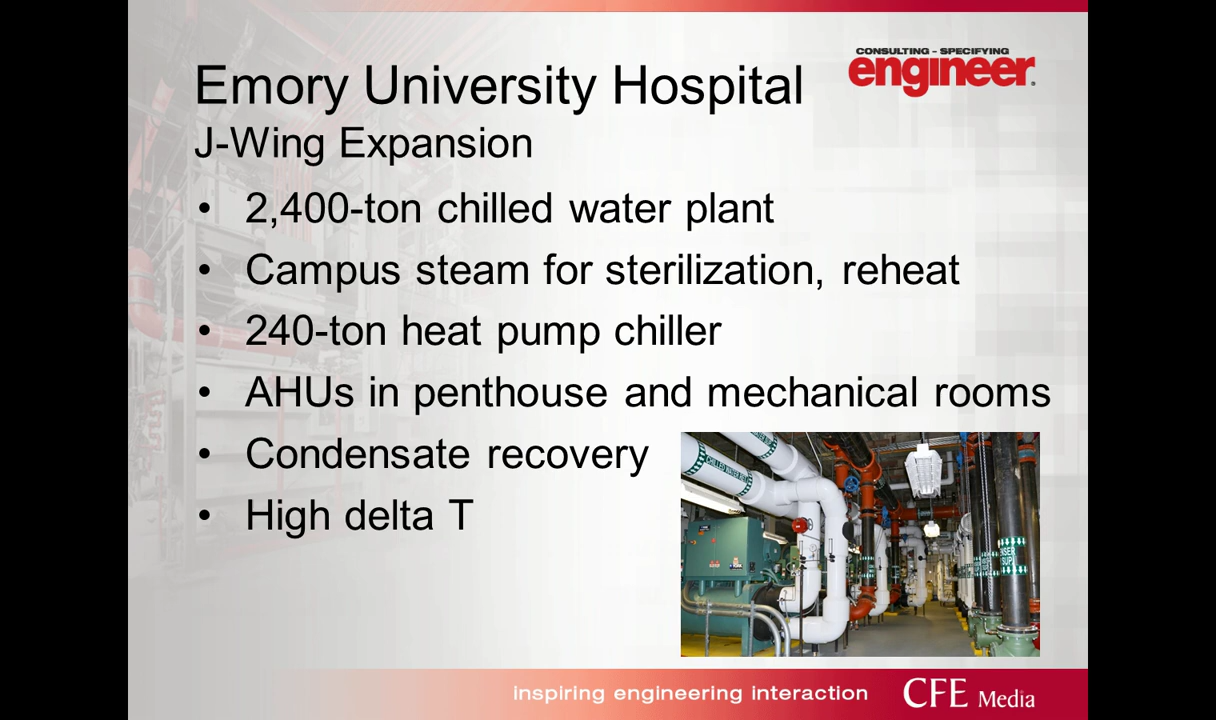 CONSULTING - SPECIFYING
engineer.
Emory University Hospital
J-Wing Expansion
• 2,400-ton chilled water plant
• Campus steam for sterilization, reheat
• 240-ton heat pump chiller
• AHUs in penthouse and mechanical rooms
• Condensate recovery
• High delta T
inspiring engineering interaction
CFE Media